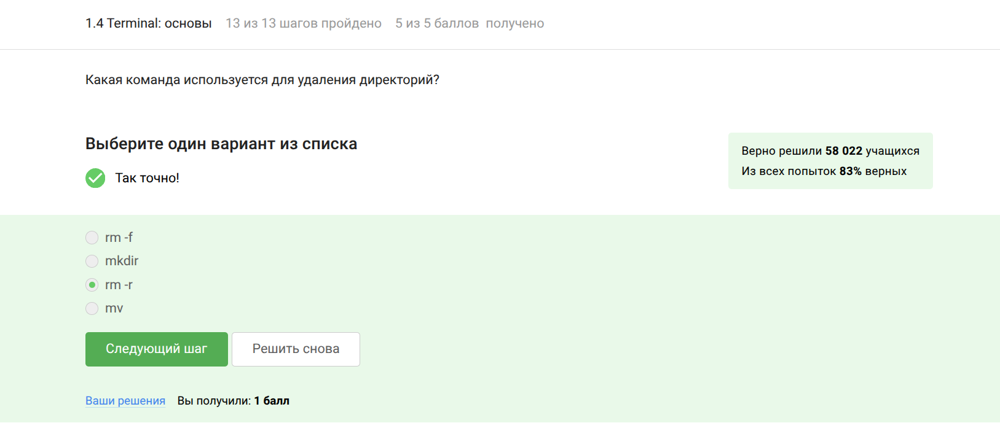 1.4 Terminal: основы 13 из 13 шагов пройдено 5 из 5 баллов получено
Какая команда используется для удаления директорий?
Выберите один вариант из списка
Так точно!
Верно решили 58 022 учащихся
Из всех попыток 83% верных
rm -f
mkdir
rm -r
mv
Следующий шаг Решить снова
Ваши решения Вы получили: 1 балл